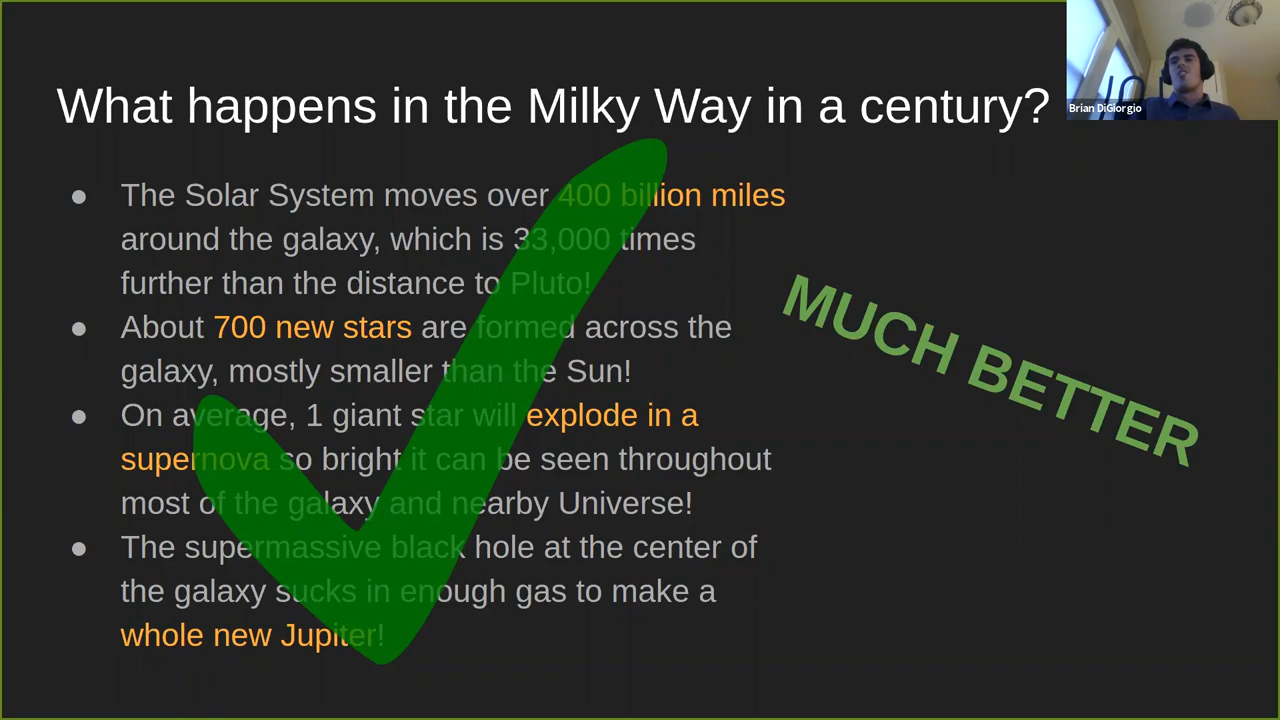 What happens in the Milky Way in a century?
Brian DiGiorgio
● The Solar System moves over 400 billion miles
around the galaxy, which is 33,000 times
further than the distance to Pluto!
● About 700 new stars are formed across the
galaxy, mostly smaller than the Sun!
● On average, 1 giant star will explode in a
supernova so bright it can be seen throughout
most of the galaxy and nearby Universe!
● The supermassive black hole at the center of
the galaxy sucks in enough gas to make a
whole new Jupiter!
MUCH BETTER